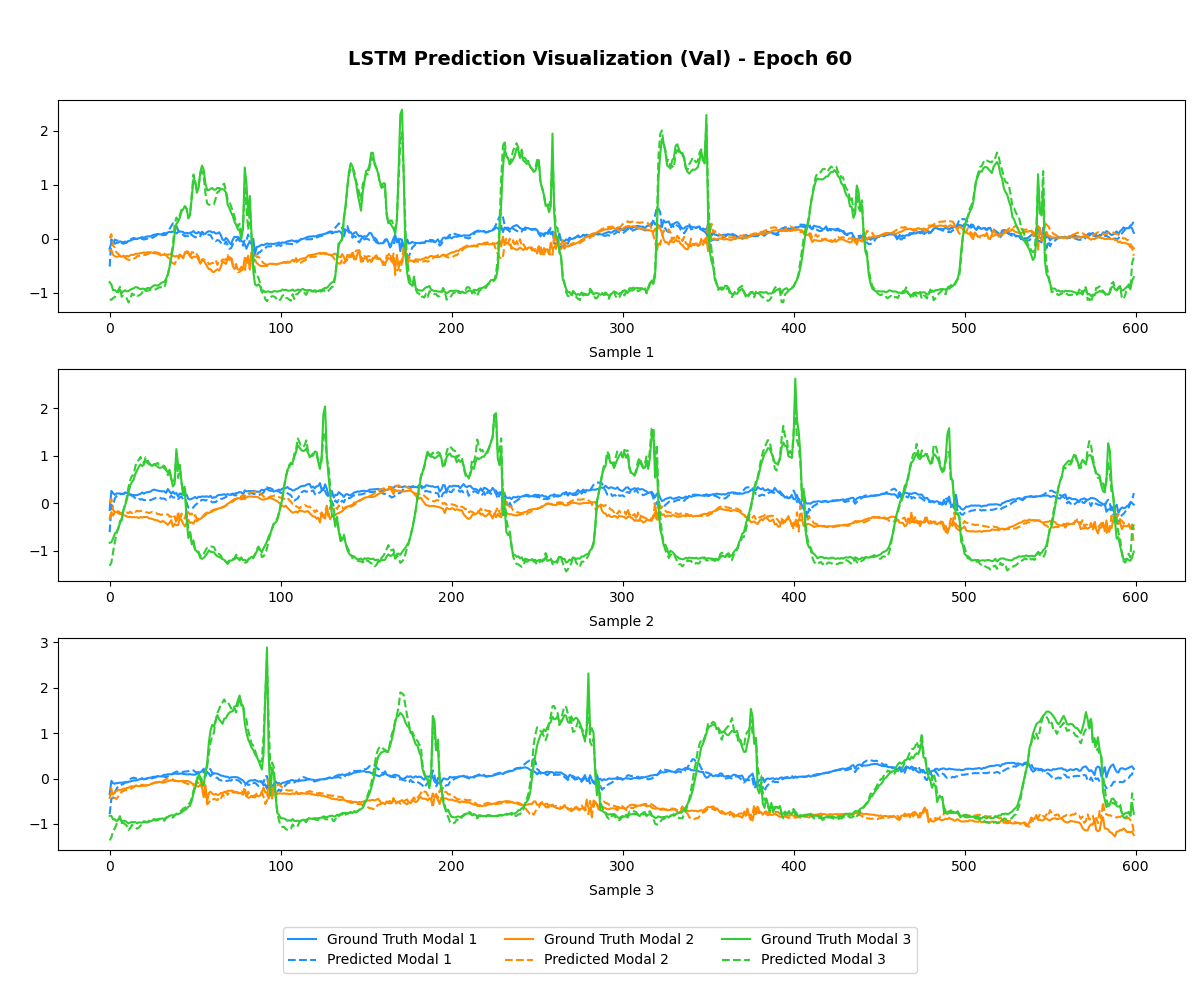 LSTM Prediction Visualization (Val) - Epoch 60
2
1
0
−1
0 100 200 300 400 500 600
Sample 1
2
1
0
−1
0 100 200 300 400 500 600
Sample 2
3
2
1
0
−1
0 100 200 300 400 500 600
Sample 3
Ground Truth Modal 1 Ground Truth Modal 2 Ground Truth Modal 3
Predicted Modal 1 Predicted Modal 2 Predicted Modal 3